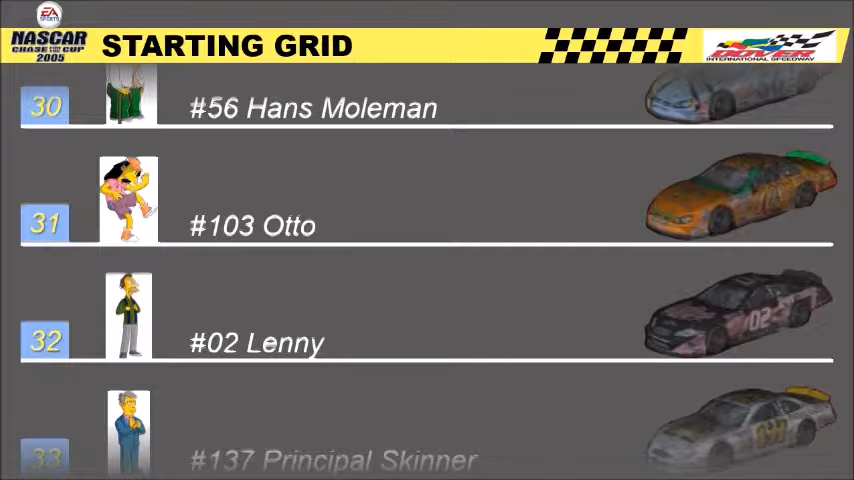 EA
SPORTS
NASCAR
CHASE FOR THE CUP
2005
STARTING GRID
DOVER
INTERNATIONAL SPEEDWAY
30 #56 Hans Moleman
31 #103 Otto
32 #02 Lenny
02
33 #137 Principal Skinner